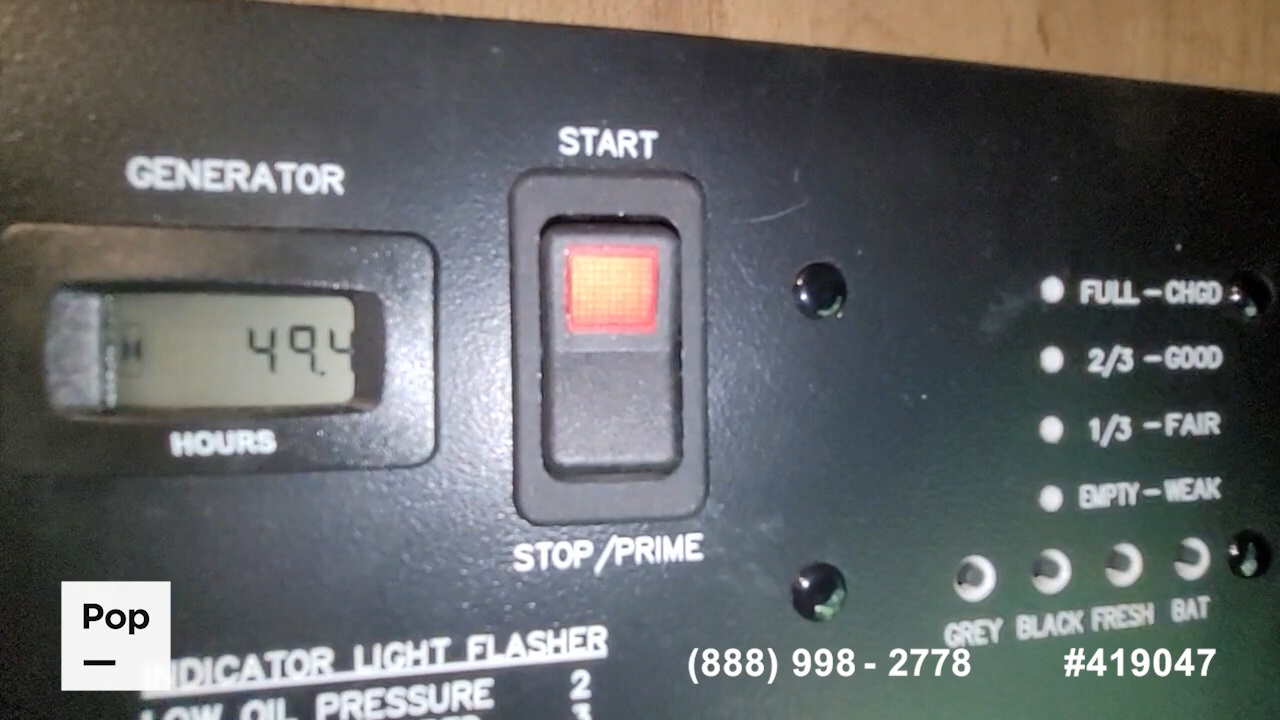 GENERATOR
49.4
HOURS
START
STOP/PRIME
FULL-CHGD
2/3-GOOD
1/3-FAIR
EMPTY-WEAK
GREY BLACK FRESH BAT
INDICATOR LIGHT FLASHER
LOW OIL PRESSURE 2
3
Pop
(888) 998-2778
#419047